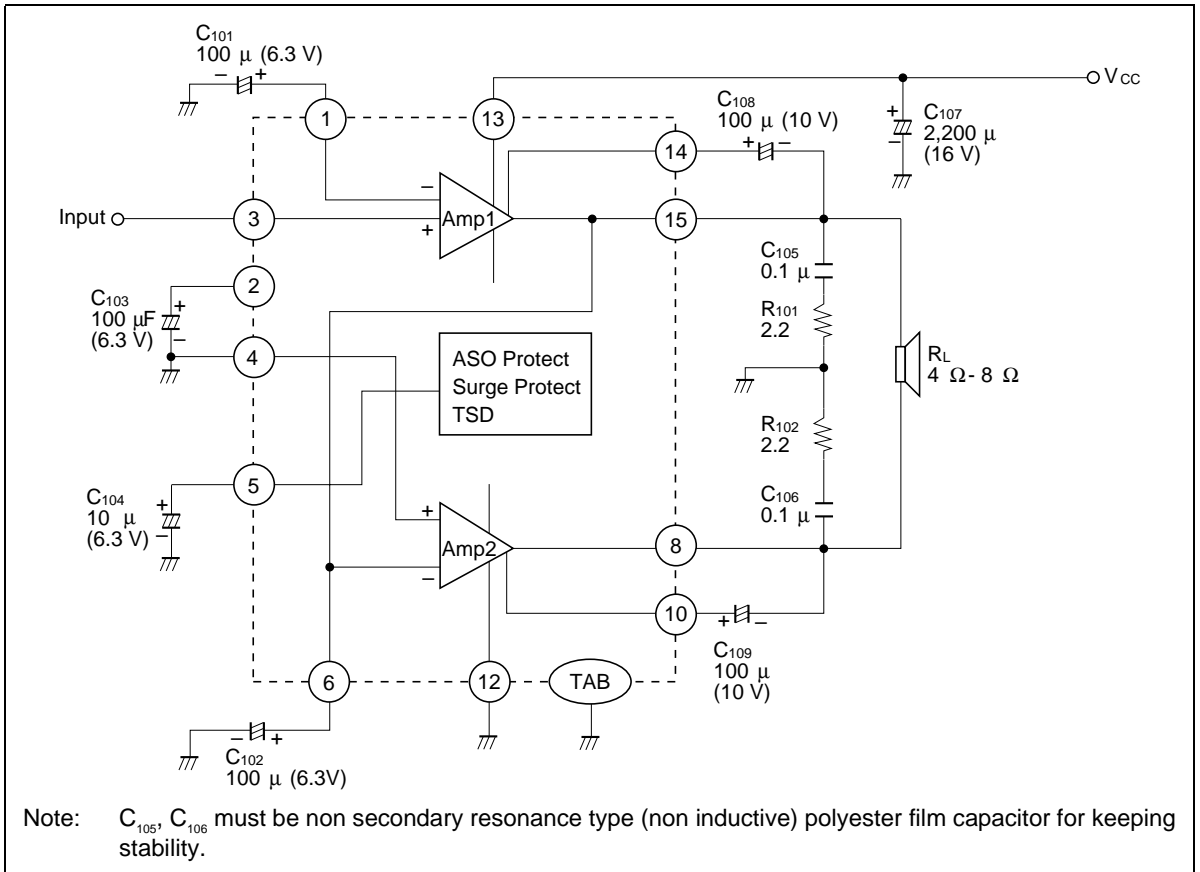 C101
100 μ (6.3 V)
– +
1
13
VCC
C108
100 μ (10 V)
+ –
14
+
–
C107
2,200 μ
(16 V)
Input
3
–
+
Amp1
15
2
C103
100 μF
(6.3 V)
+
–
4
C105
0.1 μ
R101
2.2
ASO Protect
Surge Protect
TSD
RL
4 Ω- 8 Ω
R102
2.2
5
C104
10 μ
(6.3 V)
+
–
C106
0.1 μ
+
–
Amp2
8
10
+ –
C109
100 μ
(10 V)
6
12
TAB
– +
C102
100 μ (6.3V)
Note: C105, C106 must be non secondary resonance type (non inductive) polyester film capacitor for keeping
stability.